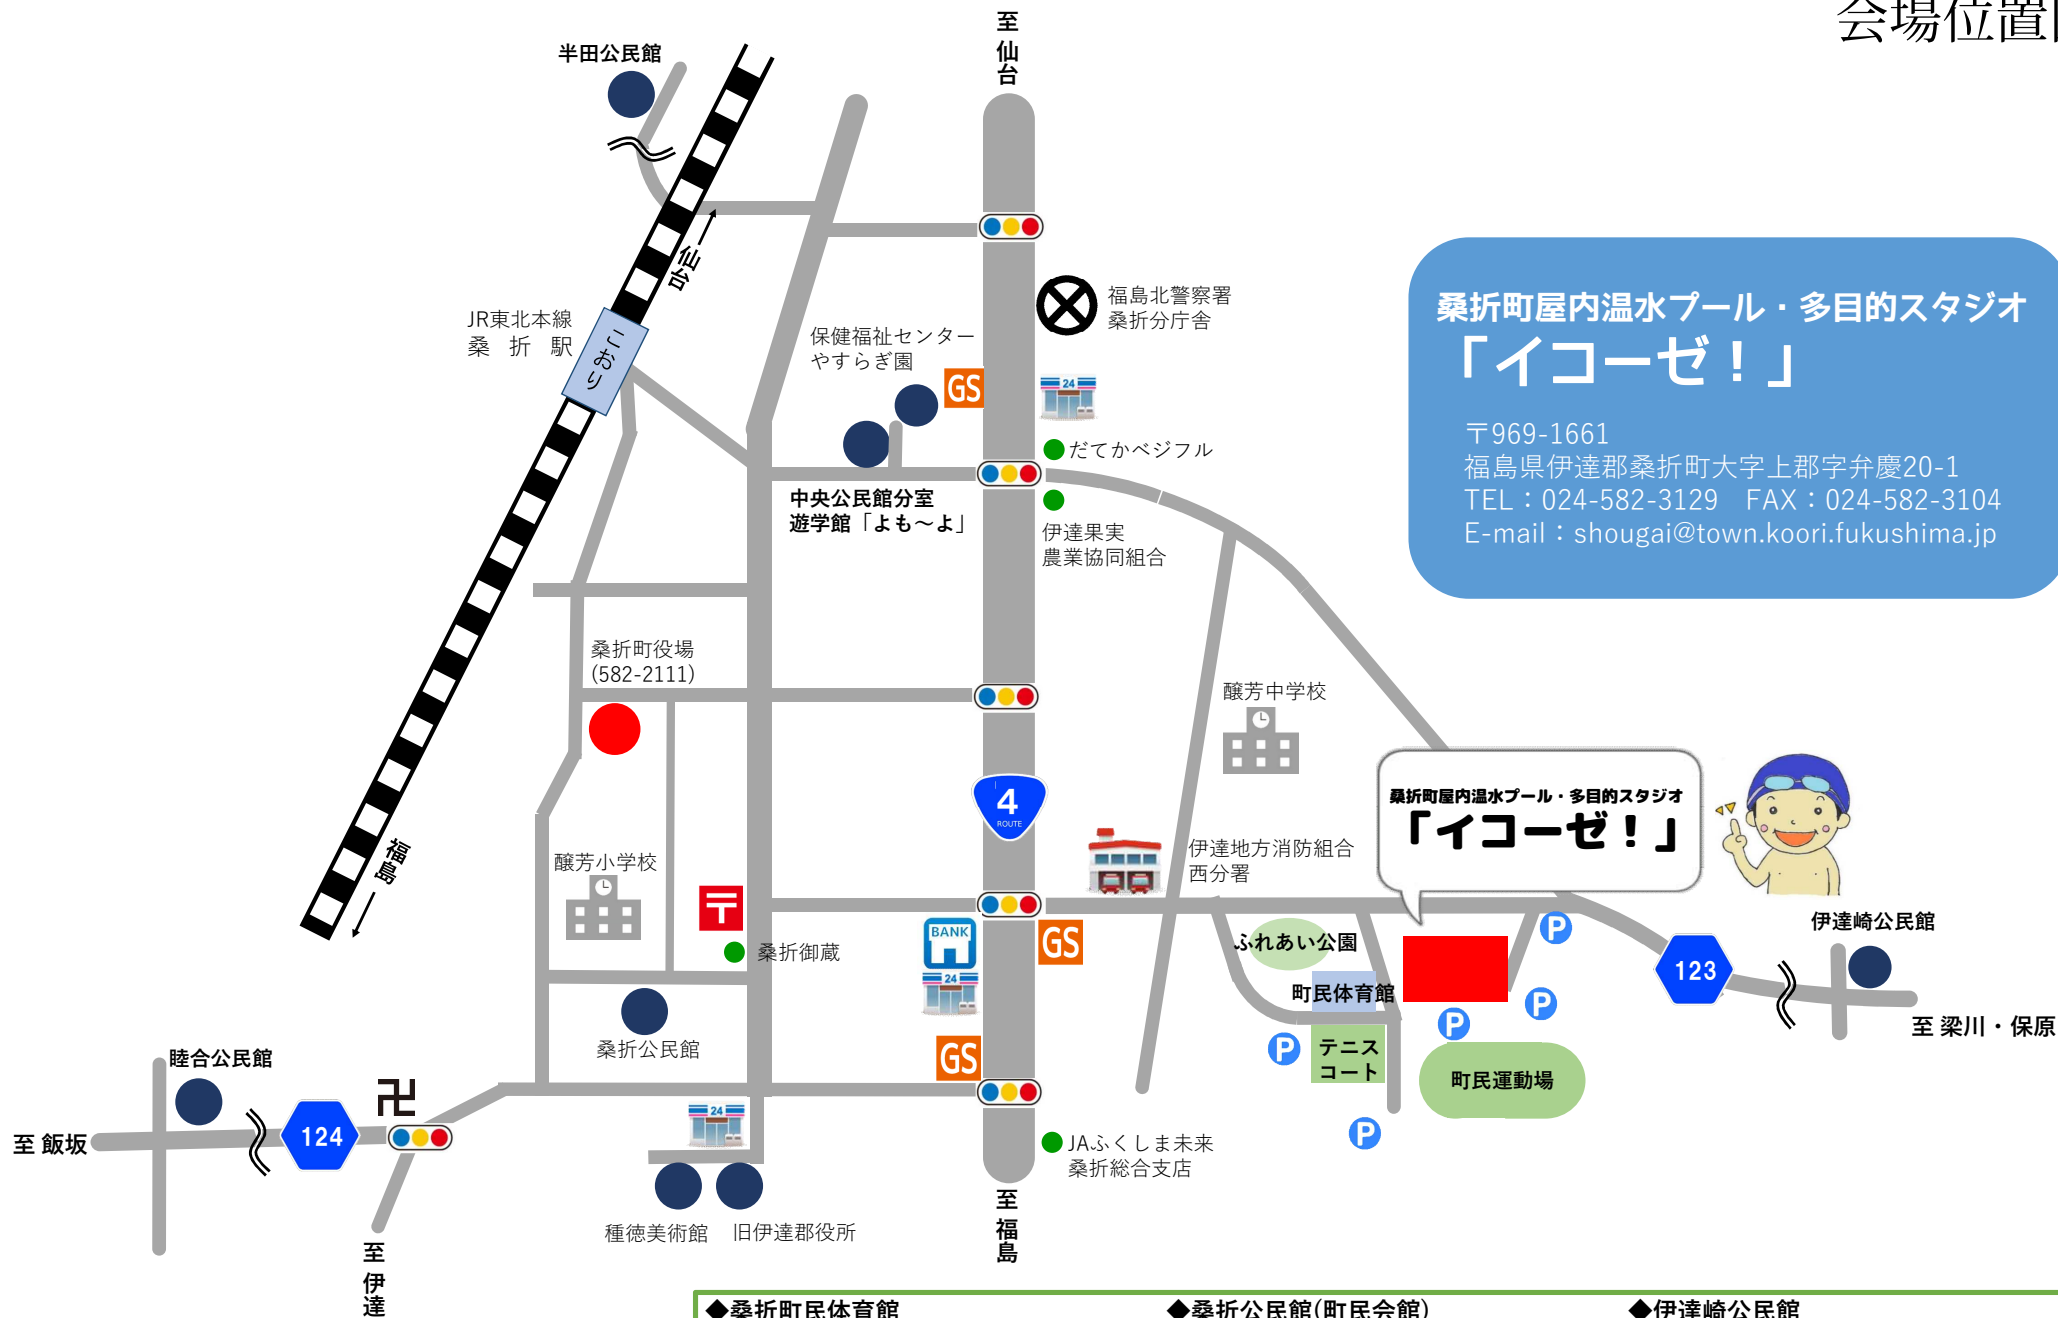 会場位置
至 仙台
半田公民館
仙台
JR東北本線
桑 折 駅
こおり
保健福祉センター
やすらぎ園
GS
福島北警察署
桑折分庁舎
24
だてかベジフル
中央公民館分室
遊学館「よも～よ」
伊達果実
農業協同組合
桑折町屋内温水プール・多目的スタジオ
「イコーゼ！」
〒969-1661
福島県伊達郡桑折町大字上郡字弁慶20-1
TEL：024-582-3129 FAX：024-582-3104
E-mail：shougai@town.koori.fukushima.jp
桑折町役場
(582-2111)
醸芳中学校
4
ROUTE
桑折町屋内温水プール・多目的スタジオ
「イコーゼ！」
福島
醸芳小学校
伊達地方消防組合
西分署
〒
BANK
24
GS
桑折御蔵
ふれあい公園
町民体育館
P
P
P
P
P
123
伊達崎公民館
至 梁川・保原
テニス
コート
町民運動場
桑折公民館
GS
睦合公民館
卍
至 飯坂
124
24
JAふくしま未来
桑折総合支店
種徳美術館
旧伊達郡役所
至 福島
至 伊達
◆桑折町民体育館
◆桑折公民館(町民会館)
◆伊達崎公民館